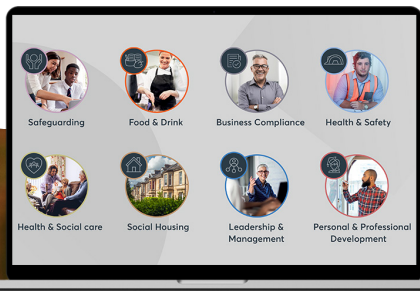 Safeguarding
Food & Drink
Business Compliance
Health & Safety
Health & Social care
Social Housing
Leadership &
Management
Personal & Professional
Development